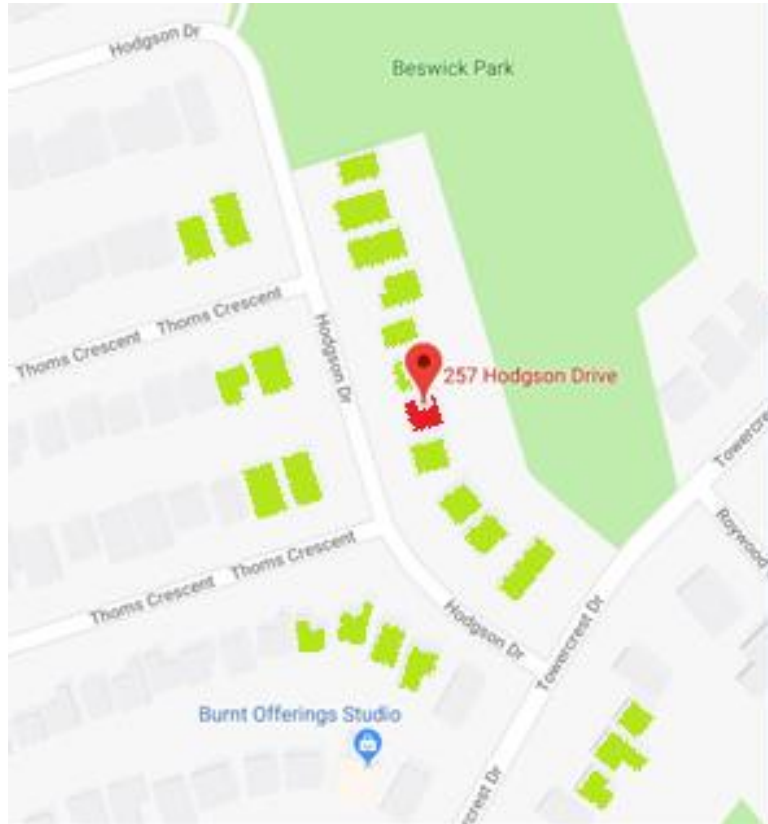 Hodgson Dr
Beswick Park
Thoms Crescent
Thoms Crescent
Hodgson Dr
257 Hodgson Drive
Towercre
Roywood
Thoms Crescent
Thoms Crescent
Hodgson Dr
Towercrest Dr
Burnt Offerings Studio
crest Dr